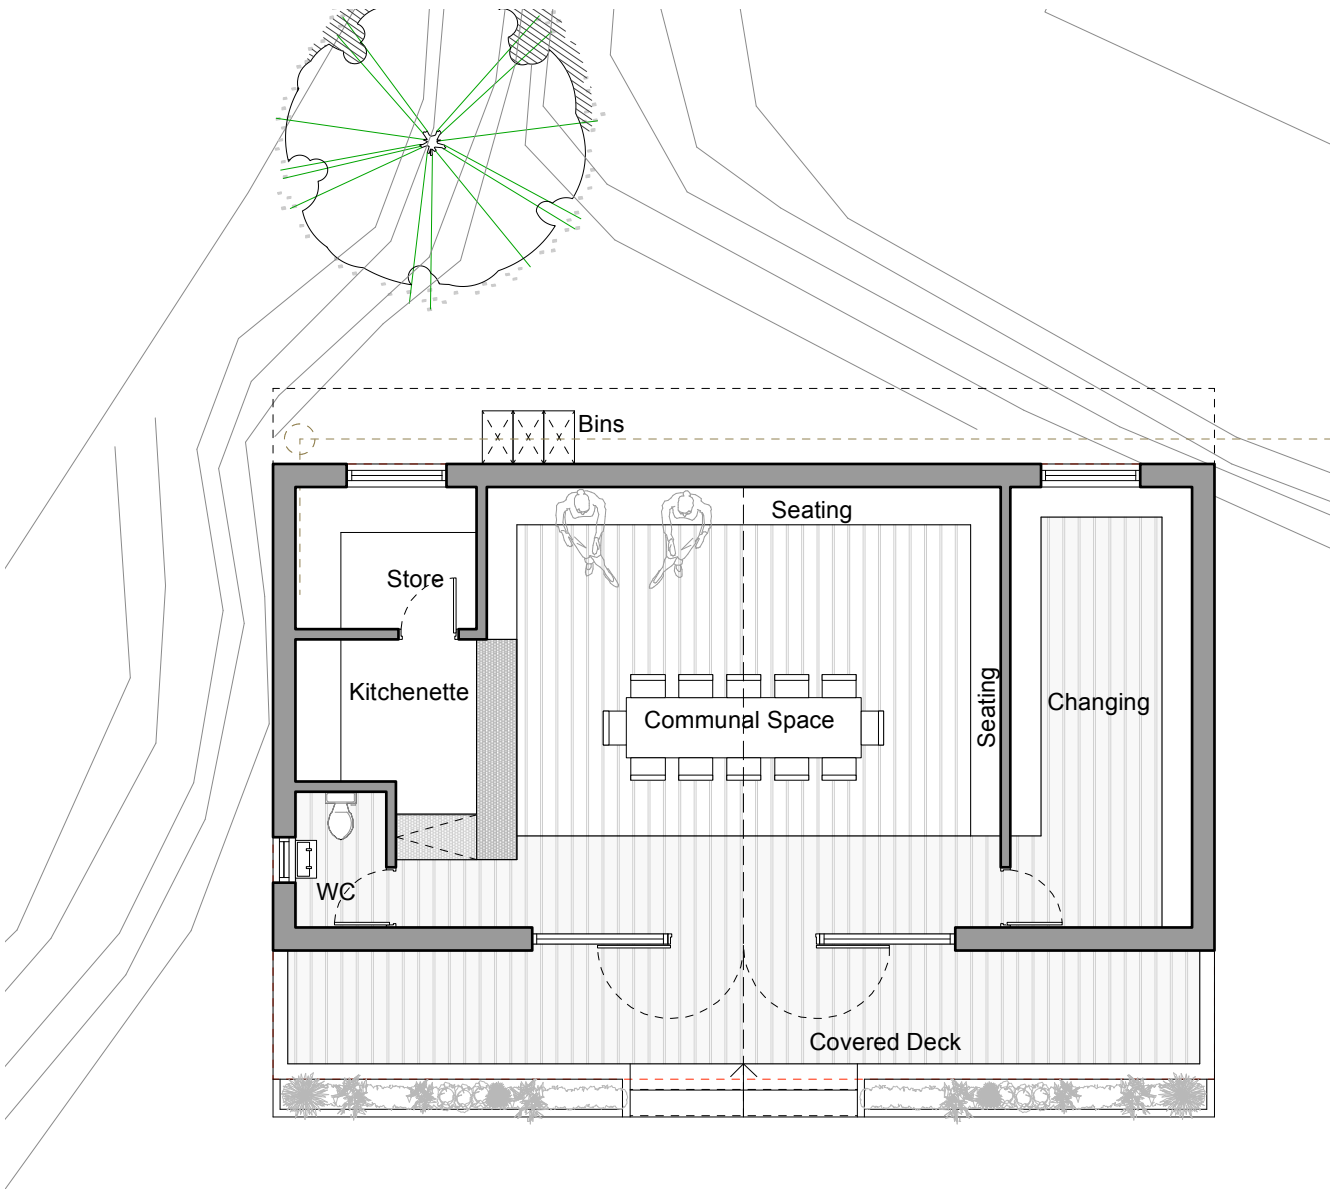 Bins
Seating
Store
Kitchenette
Seating
Changing
Communal Space
WC
Covered Deck